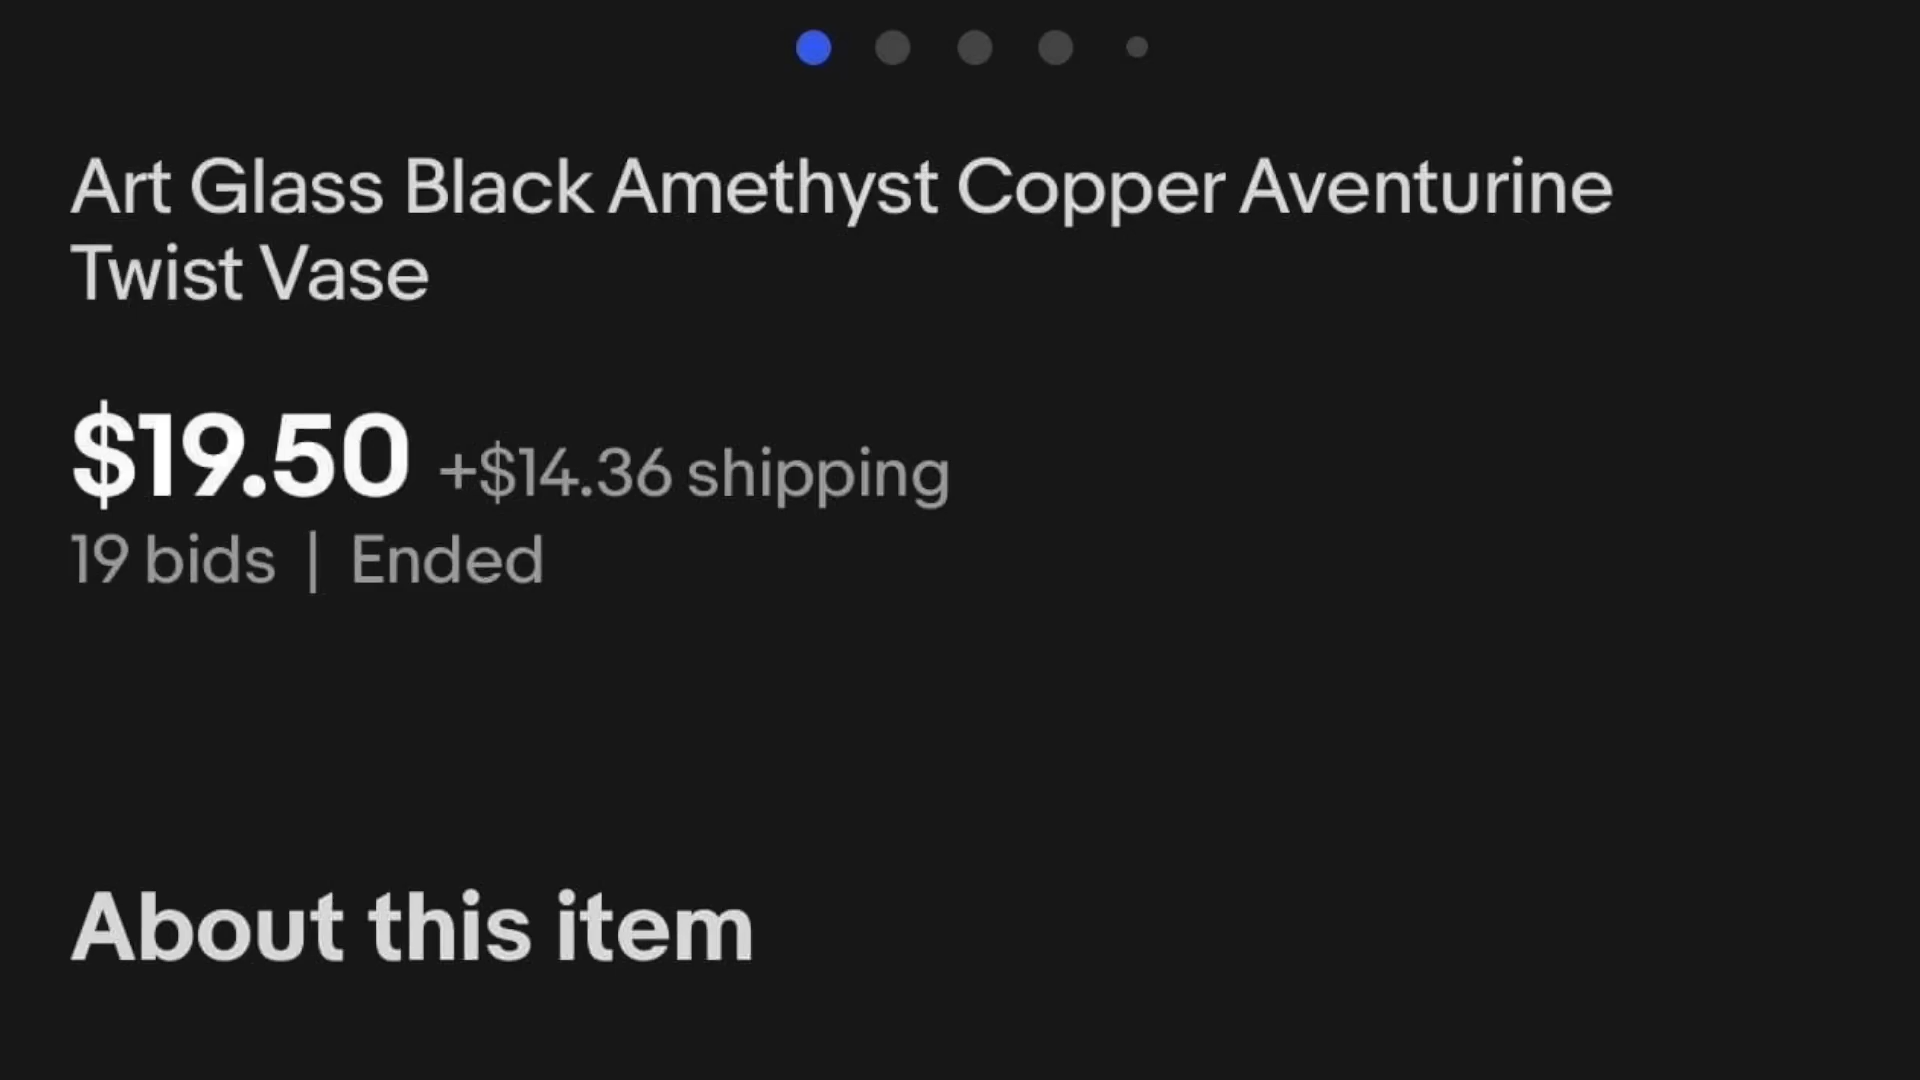 Art Glass Black Amethyst Copper Aventurine
Twist Vase
$19.50 +$14.36 shipping
19 bids | Ended
About this item